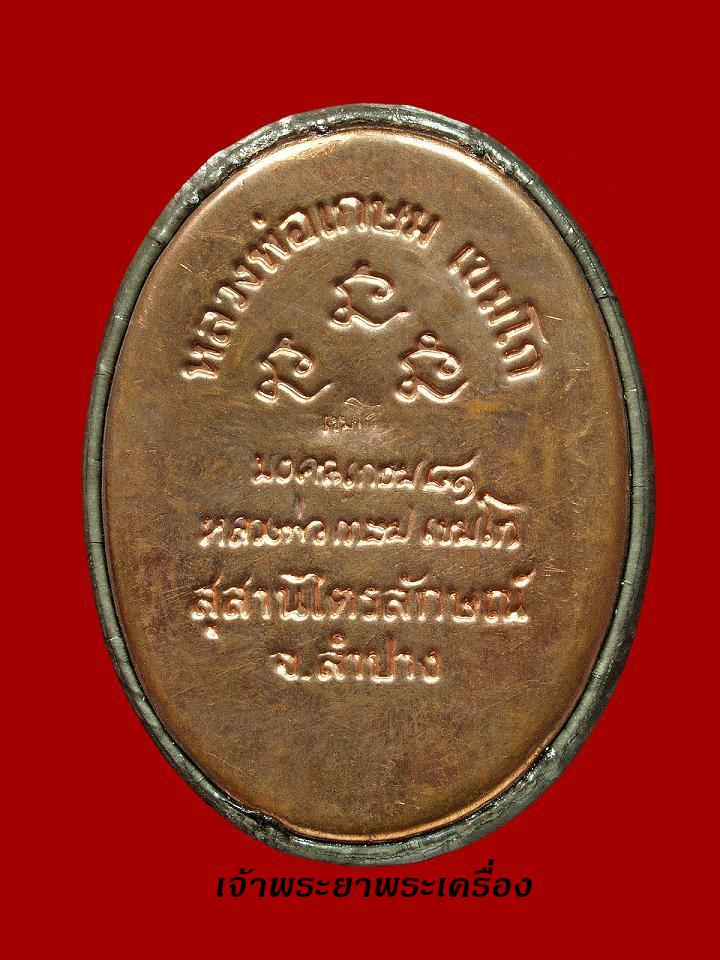 หลวงพ่อเกษม เขมโก
มงคลเกษม ๘๑
หลวงพ่อเกษม เขมโก
สุสานไตรลักษณ์
จ.ลำปาง
เจ้าพระยาพระเครื่อง